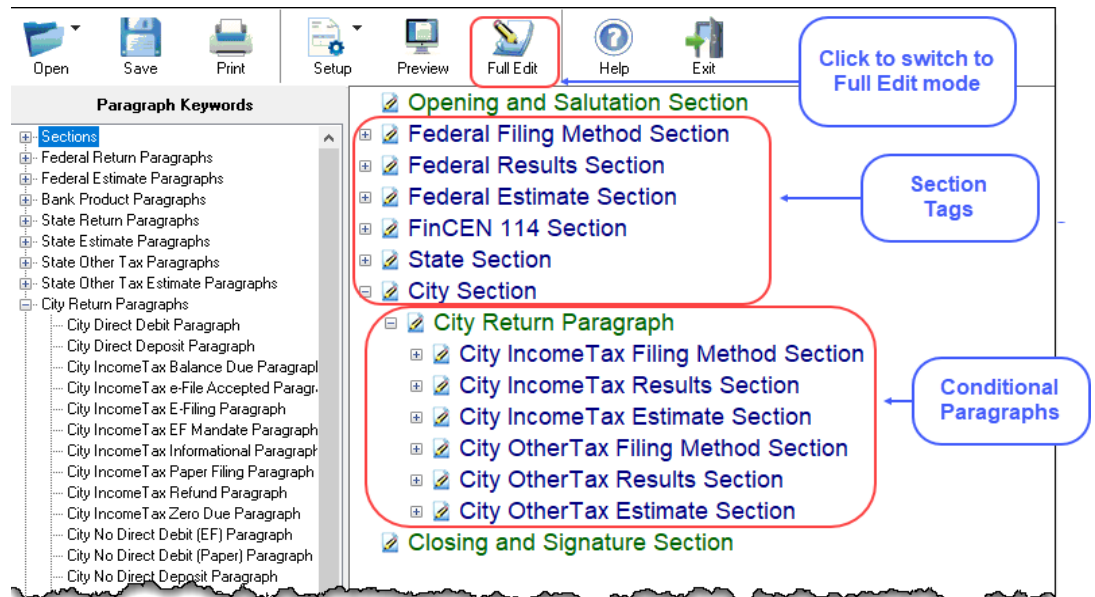 Open Save Print Setup Preview Full Edit Help Exit
Click to switch to
Full Edit mode
Paragraph Keywords
Sections
Federal Return Paragraphs
Federal Estimate Paragraphs
Bank Product Paragraphs
State Return Paragraphs
State Estimate Paragraphs
State Other Tax Paragraphs
State Other Tax Estimate Paragraphs
City Return Paragraphs
City Direct Debit Paragraph
City Direct Deposit Paragraph
City IncomeTax Balance Due Paragrapl
City IncomeTax e-File Accepted Paragr
City IncomeTax E-Filing Paragraph
City IncomeTax EF Mandate Paragraph
City IncomeTax Informational Paragraph
City IncomeTax Paper Filing Paragraph
City IncomeTax Refund Paragraph
City IncomeTax Zero Due Paragraph
City No Direct Debit (EF) Paragraph
City No Direct Debit (Paper) Paragraph
City No Direct Deposit Paragraph
Opening and Salutation Section
Federal Filing Method Section
Federal Results Section
Federal Estimate Section
FinCEN 114 Section
State Section
City Section
City Return Paragraph
City IncomeTax Filing Method Section
City IncomeTax Results Section
City IncomeTax Estimate Section
City OtherTax Filing Method Section
City OtherTax Results Section
City OtherTax Estimate Section
Closing and Signature Section
Section
Tags
Conditional
Paragraphs